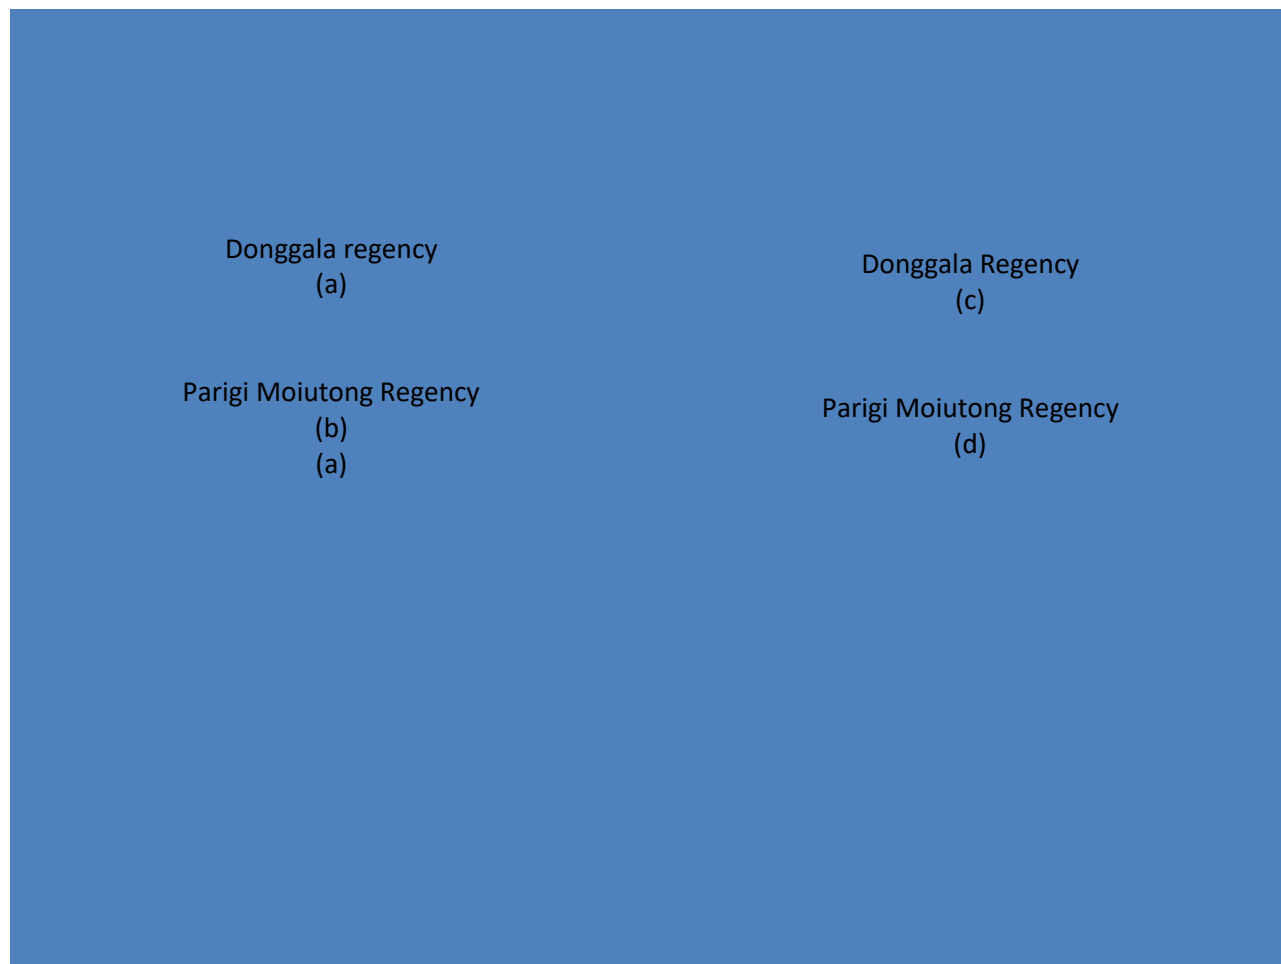 Donggala regency
(a)
Parigi Moiutong Regency
(b)
(a)
Donggala Regency
(c)
Parigi Moiutong Regency
(d)